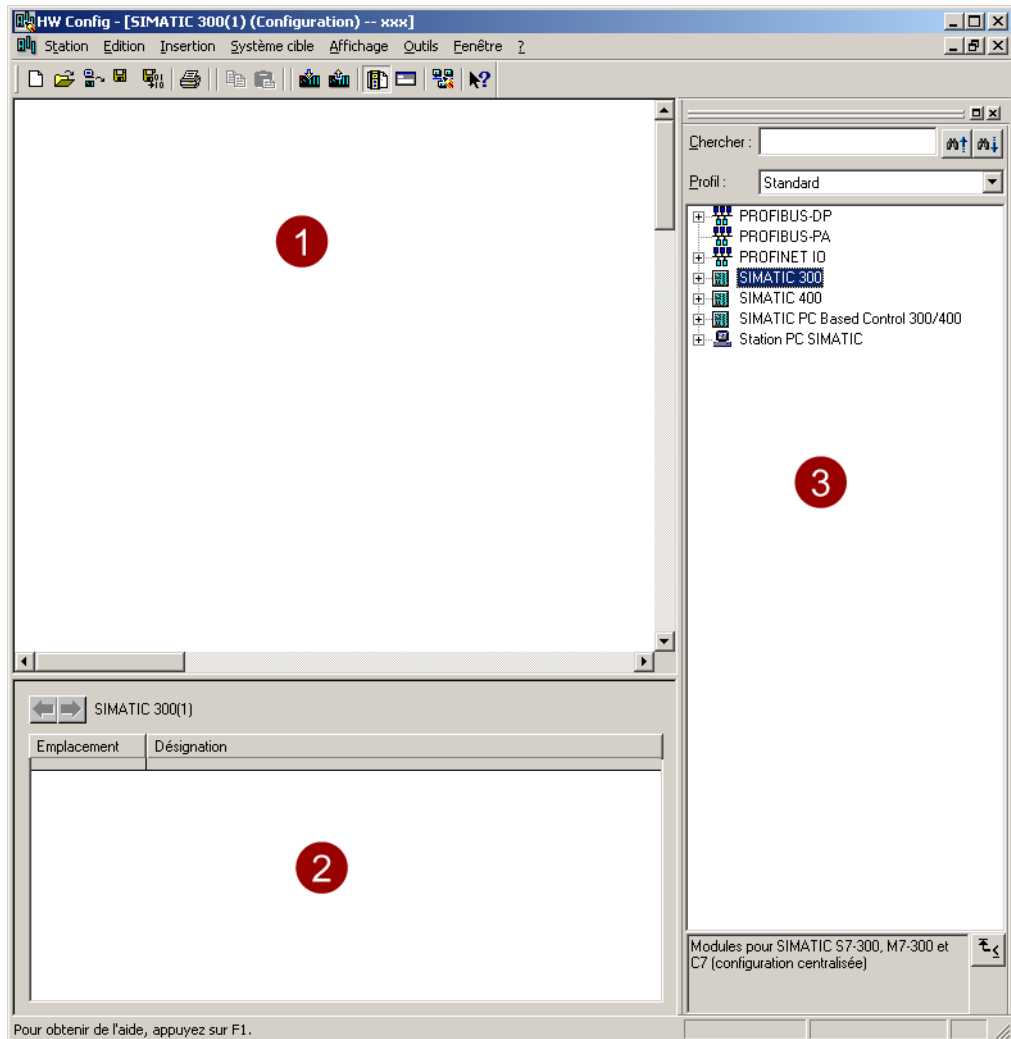 HW Config - [SIMATIC 300(1) (Configuration) -- xxx]
Station Edition Insertion Système cible Affichage Outils Fenêtre ?
Chercher :
Profil : Standard
PROFIBUS-DP
PROFIBUS-PA
PROFINET IO
SIMATIC 300
SIMATIC 400
SIMATIC PC Based Control 300/400
Station PC SIMATIC
1
3
SIMATIC 300(1)
Emplacement Désignation
2
Modules pour SIMATIC S7-300, M7-300 et
C7 (configuration centralisée)
Pour obtenir de l'aide, appuyez sur F1.